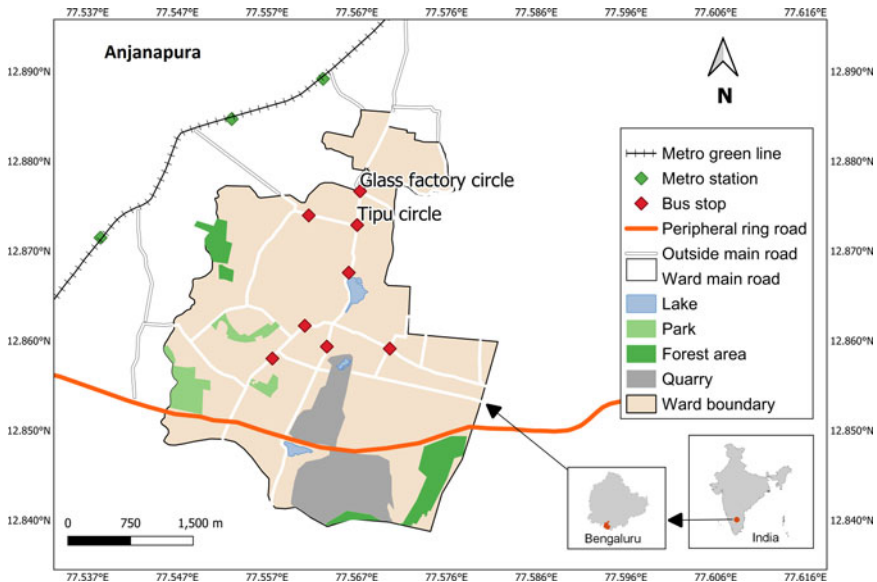 77.537°E 77.547°E 77.557°E 77.567°E 77.576°E 77.586°E 77.596°E 77.606°E 77.616°E
Anjanapura
12.890°N 12.890°N
N
12.880°N 12.880°N
Glass factory circle
Tipu circle
12.870°N 12.870°N
12.860°N 12.860°N
12.850°N 12.850°N
12.840°N 12.840°N
Metro green line
Metro station
Bus stop
Peripheral ring road
Outside main road
Ward main road
Lake
Park
Forest area
Quarry
Ward boundary
0 750 1,500 m
Bengaluru
India
77.537°E 77.547°E 77.557°E 77.567°E 77.576°E 77.586°E 77.596°E 77.606°E 77.616°E